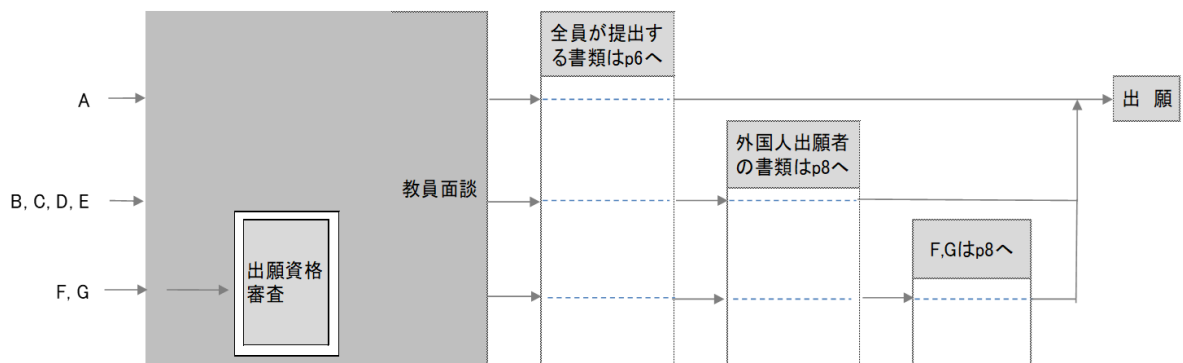 全員が提出す
る書類はp6へ
A
出　願
外国人出願者
の書類はp8へ
教員面談
B, C, D, E
F,Gはp8へ
出願資格
審査
F, G